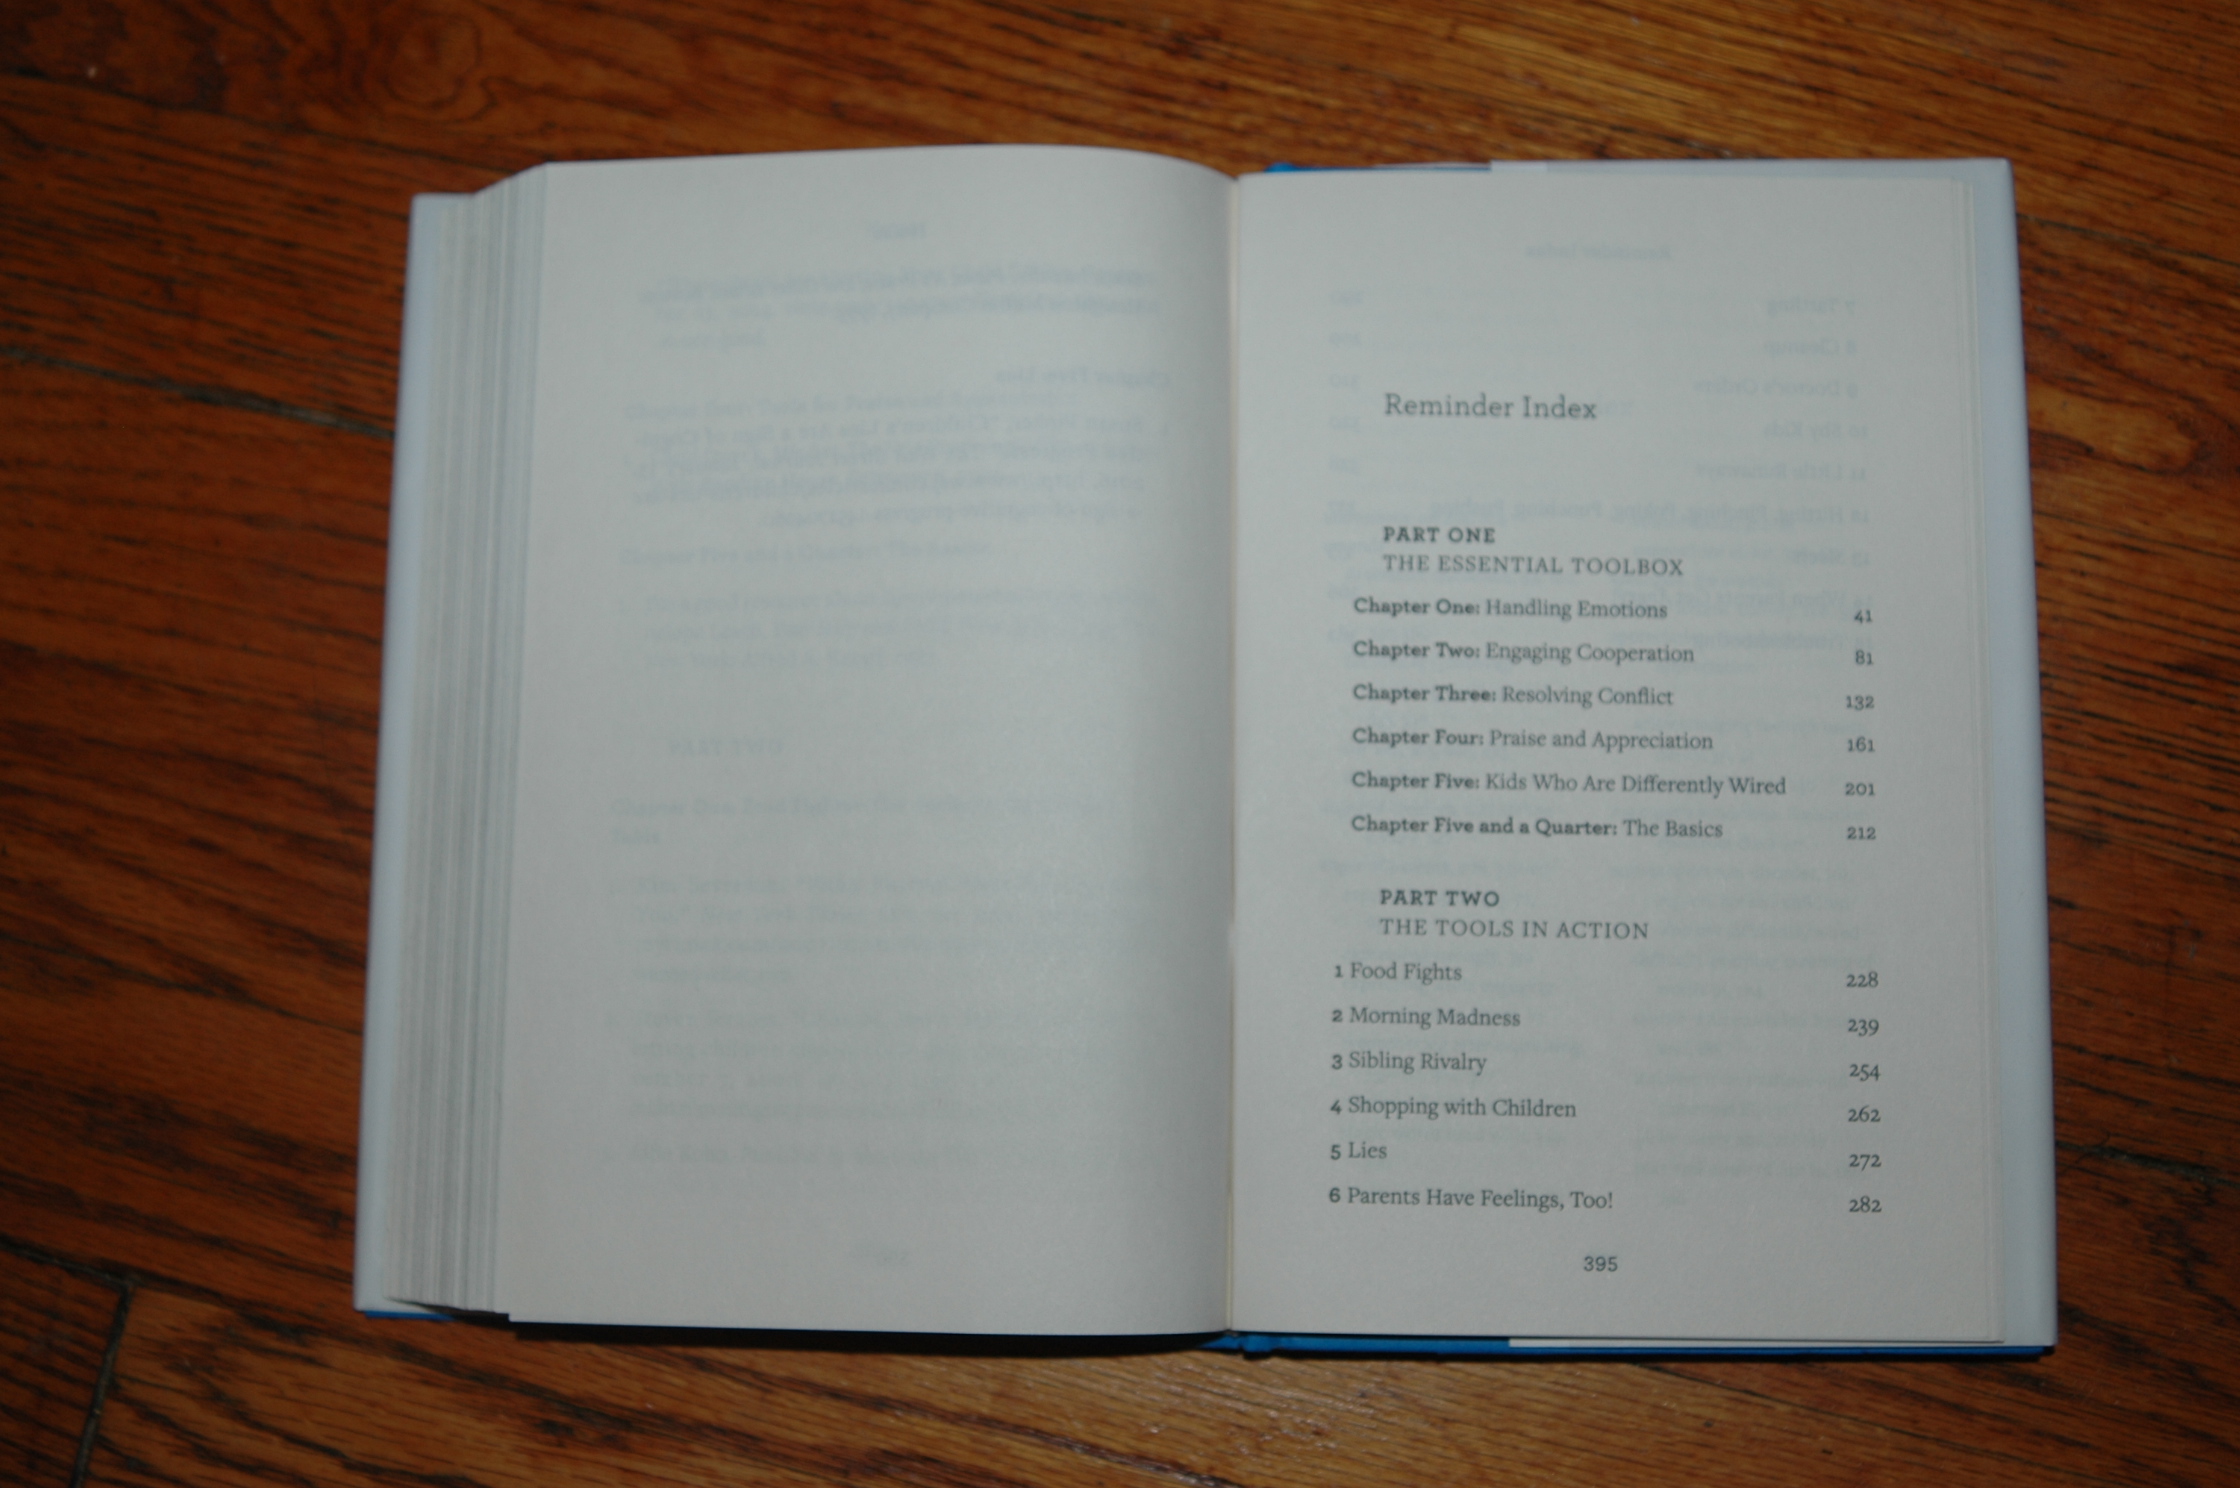 Reminder Index
PART ONE
THE ESSENTIAL TOOLBOX
Chapter One: Handling Emotions 41
Chapter Two: Engaging Cooperation 81
Chapter Three: Resolving Conflict 132
Chapter Four: Praise and Appreciation 161
Chapter Five: Kids Who Are Differently Wired 201
Chapter Five and a Quarter: The Basics 212
PART TWO
THE TOOLS IN ACTION
1 Food Fights 228
2 Morning Madness 239
3 Sibling Rivalry 254
4 Shopping with Children 262
5 Lies 272
6 Parents Have Feelings, Too! 282
395